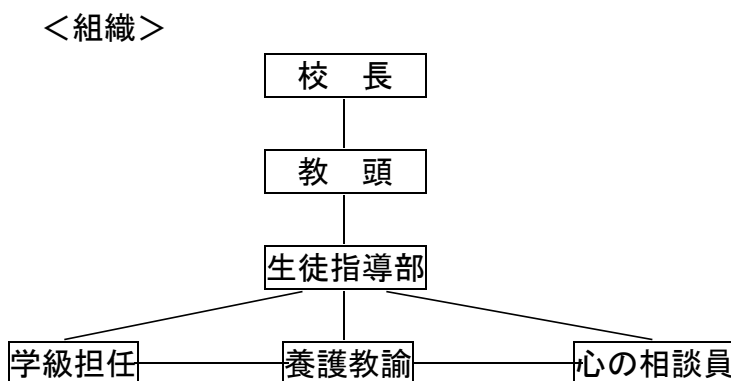 ＜組織＞
校　長
教　頭
生徒指導部
学級担任 養護教諭 心の相談員